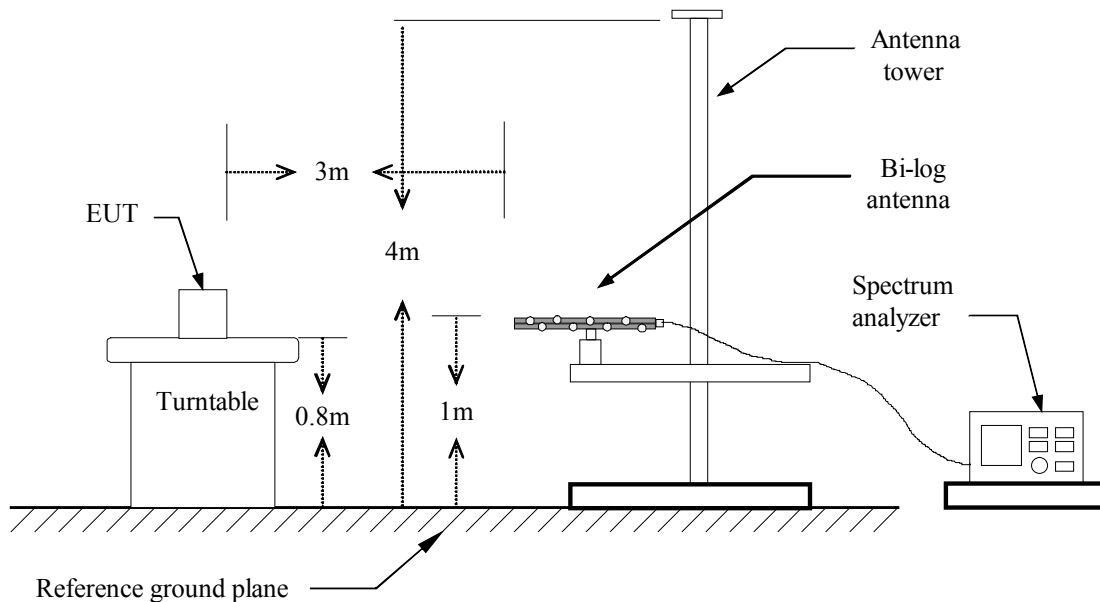 Antenna
tower
3m
Bi-log
antenna
EUT
4m
Spectrum
analyzer
Turntable
0.8m
1m
Reference ground plane